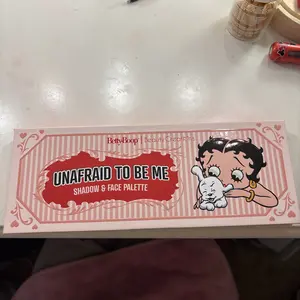 Betty Boop
UNAFRAID TO BE ME
SHADOW & FACE PALETTE